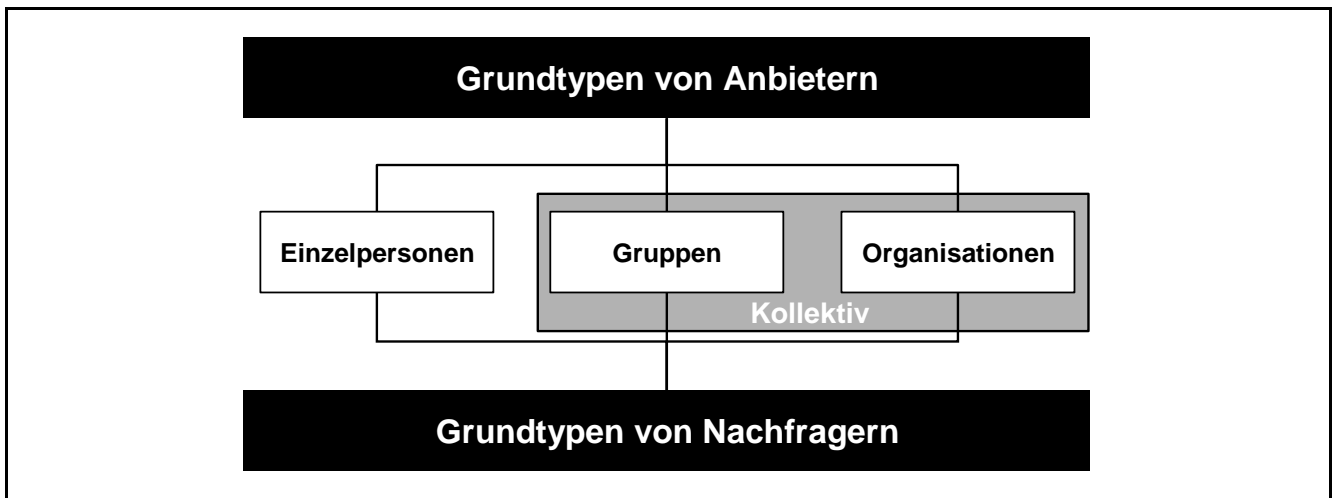 Grundtypen von Anbietern
Einzelpersonen
Gruppen
Organisationen
Kollektiv
Grundtypen von Nachfragern